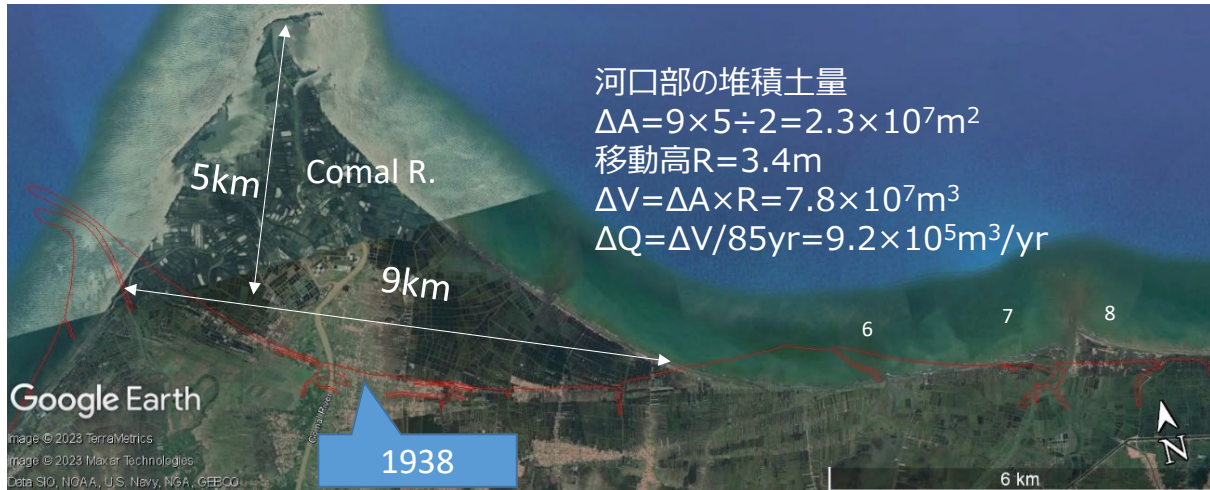 河口部の堆積土量
ΔA=9×5÷2=2.3×10⁷m²
移動高R=3.4m
ΔV=ΔA×R=7.8×10⁷m³
ΔQ=ΔV/85yr=9.2×10⁵m³/yr
5km
Comal R.
9km
6
7
8
Google Earth
Image © 2023 TerraMetrics
Image © 2023 Maxar Technologies
Data SIO, NOAA, U.S. Navy, NGA, GEBCO
Comal River
1938
6 km
N